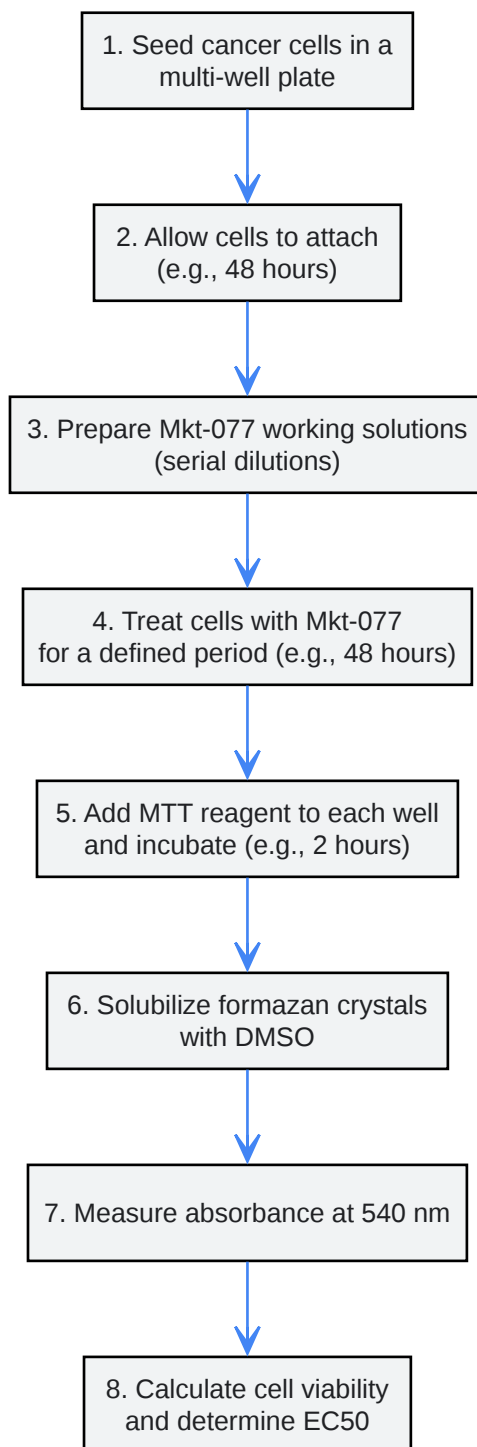 1. Seed cancer cells in a
multi-well plate
2. Allow cells to attach
(e.g., 48 hours)
3. Prepare Mkt-077 working solutions
(serial dilutions)
4. Treat cells with Mkt-077
for a defined period (e.g., 48 hours)
5. Add MTT reagent to each well
and incubate (e.g., 2 hours)
6. Solubilize formazan crystals
with DMSO
7. Measure absorbance at 540 nm
8. Calculate cell viability
and determine EC50